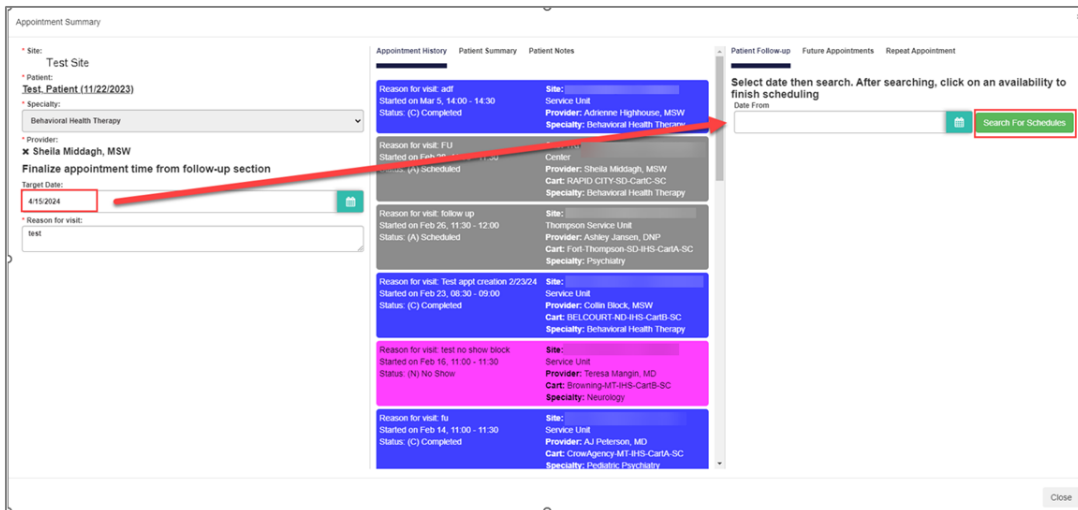 Appointment Summary
* Site:
Test Site
* Patient:
Test, Patient (11/22/2023)
* Specialty:
Behavioral Health Therapy
* Provider:
× Sheila Middagh, MSW
Finalize appointment time from follow-up section
Target Date:
4/15/2024
* Reason for visit:
test
Appointment History Patient Summary Patient Notes
Reason for visit: adf
Started on Mar 5, 14:00 - 14:30
Status: (C) Completed
Site:
Service Unit
Provider: Adrienne Highhouse, MSW
Specialty: Behavioral Health Therapy
Reason for visit: FU
Started on Feb
Status: (A) Scheduled
Center
Provider: Sheila Middagh, MSW
Cart: RAPID CITY-SD-CartC-SC
Specialty: Behavioral Health Therapy
Reason for visit: follow up
Started on Feb 26, 11:30 - 12:00
Status: (A) Scheduled
Site:
Thompson Service Unit
Provider: Ashley Jansen, DNP
Cart: Fort-Thompson-SD-IHS-CartA-SC
Specialty: Psychiatry
Reason for visit: Test appt creation 2/23/24
Started on Feb 23, 08:30 - 09:00
Status: (C) Completed
Site:
Service Unit
Provider: Collin Block, MSW
Cart: BELCOURT-ND-IHS-CartB-SC
Specialty: Behavioral Health Therapy
Reason for visit: test no show block
Started on Feb 16, 11:00 - 11:30
Status: (N) No Show
Site:
Service Unit
Provider: Teresa Mangin, MD
Cart: Browning-MT-IHS-CartB-SC
Specialty: Neurology
Reason for visit: fu
Started on Feb 14, 11:00 - 11:30
Status: (C) Completed
Site:
Service Unit
Provider: AJ Peterson, MD
Cart: CrowAgency-MT-IHS-CartA-SC
Specialty: Pediatric Psychiatry
Patient Follow-up Future Appointments Repeat Appointment
Select date then search. After searching, click on an availability to
finish scheduling
Date From
Search For Schedules
Close